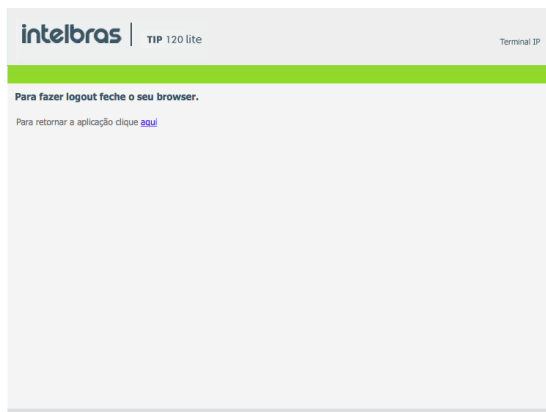 intelbras TIP 120 lite
Terminal IP
Para fazer logout feche o seu browser.
Para retornar a aplicação clique aqui